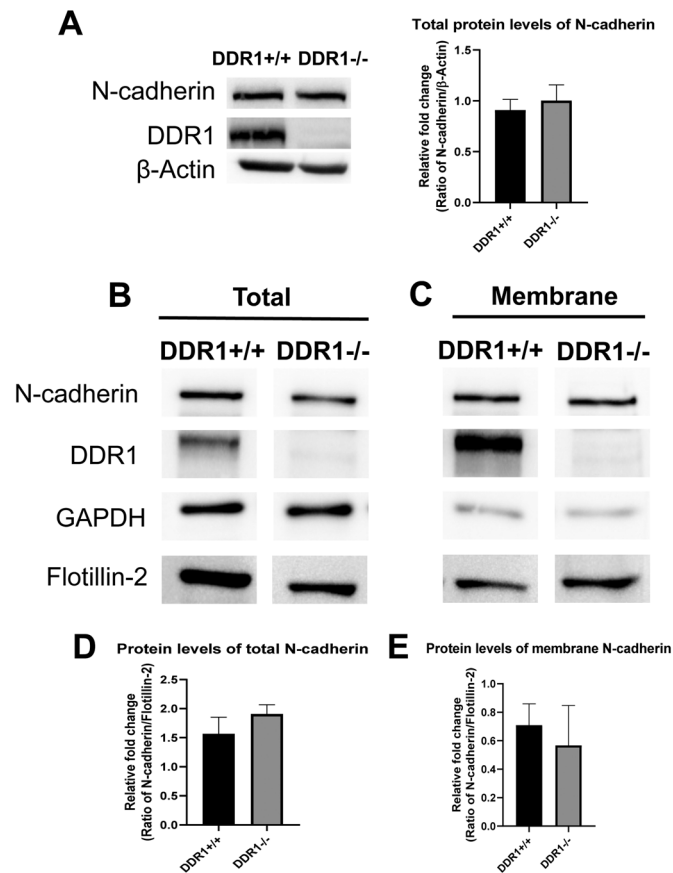 A
DDR1+/+ DDR1-/-
N-cadherin
DDR1
β-Actin
Total protein levels of N-cadherin
Relative fold change
(Ratio of N-cadherin/β-Actin)
1.5
1.0
0.5
0.0
DDR1+/+
DDR1-/-
B
Total
DDR1+/+ DDR1-/-
C
Membrane
DDR1+/+ DDR1-/-
N-cadherin
DDR1
GAPDH
Flotillin-2
D
Protein levels of total N-cadherin
Relative fold change
(Ratio of N-cadherin/Flotillin-2)
2.5
2.0
1.5
1.0
0.5
0.0
DDR1+/+
DDR1-/-
E
Protein levels of membrane N-cadherin
Relative fold change
(Ratio of N-cadherin/Flotillin-2)
1.0
0.8
0.6
0.4
0.2
0.0
DDR1+/+
DDR1-/-